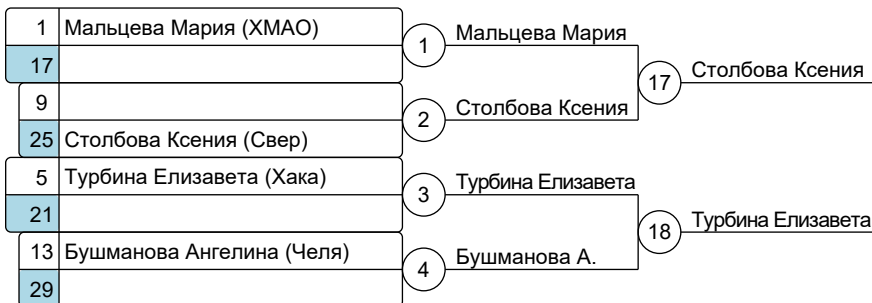 1 Мальцева Мария (ХМАО)
17
9
25 Столбова Ксения (Свер)
5 Турбина Елизавета (Хака)
21
13 Бушманова Ангелина (Челя)
29
1 Мальцева Мария
2 Столбова Ксения
3 Турбина Елизавета
4 Бушманова А.
17 Столбова Ксения
18 Турбина Елизавета